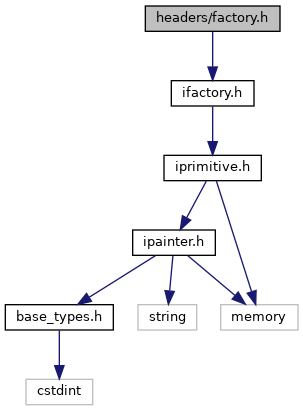 headers/factory.h
ifactory.h
iprimitive.h
ipainter.h
base_types.h
string
memory
cstdint